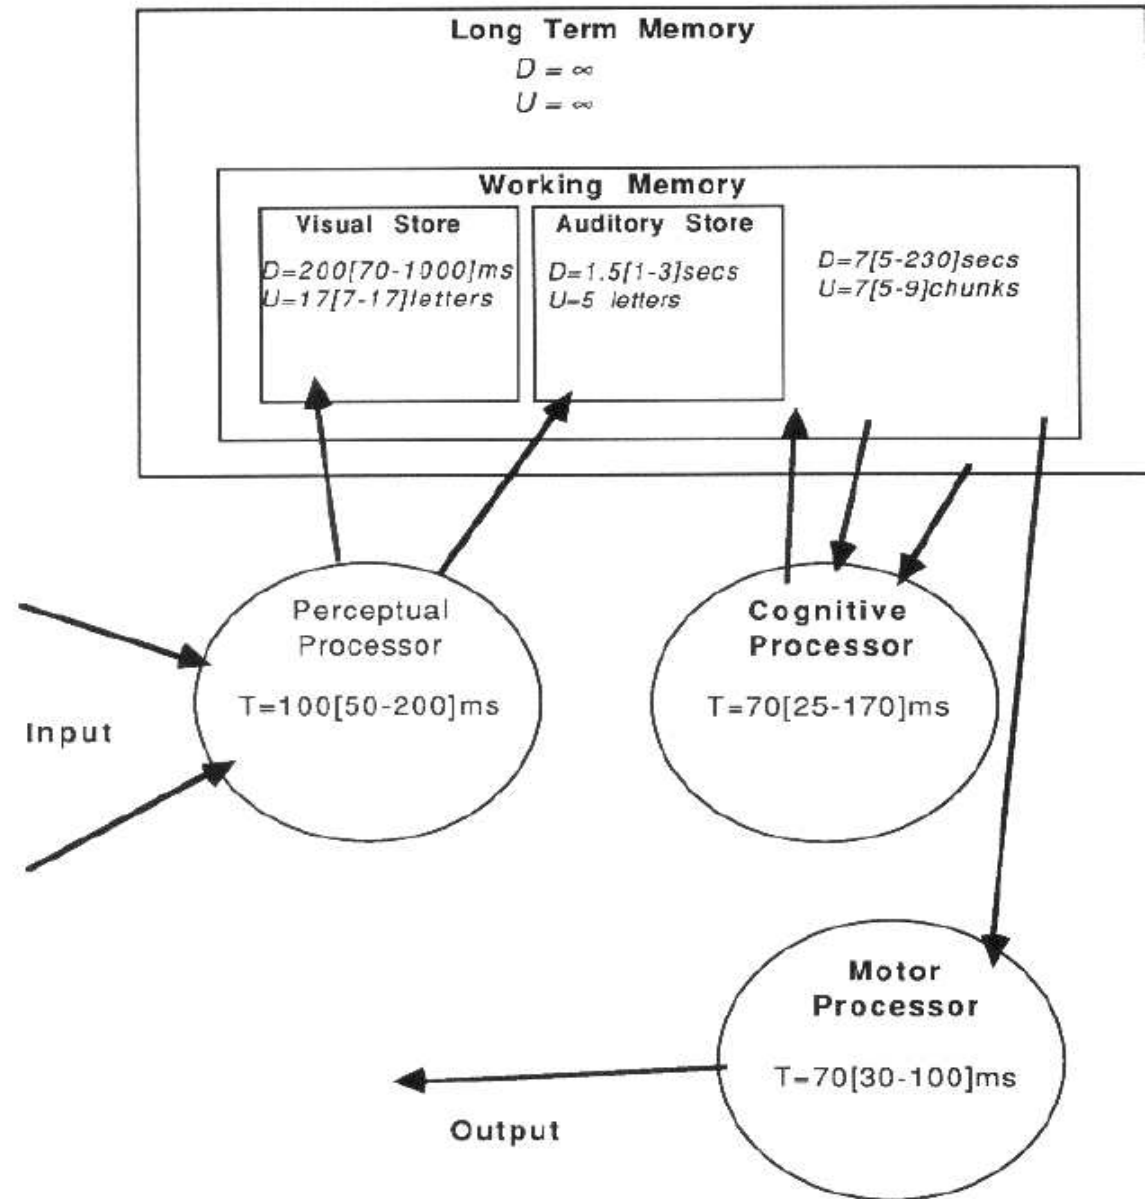 Long Term Memory
D = ∞
U = ∞
Working Memory
Visual Store
D=200[70-1000]ms
U=17[7-17]letters
Auditory Store
D=1.5[1-3]secs
U=5 letters
D=7[5-230]secs
U=7[5-9]chunks
Perceptual
Processor
T=100[50-200]ms
Cognitive
Processor
T=70[25-170]ms
Input
Motor
Processor
T=70[30-100]ms
Output